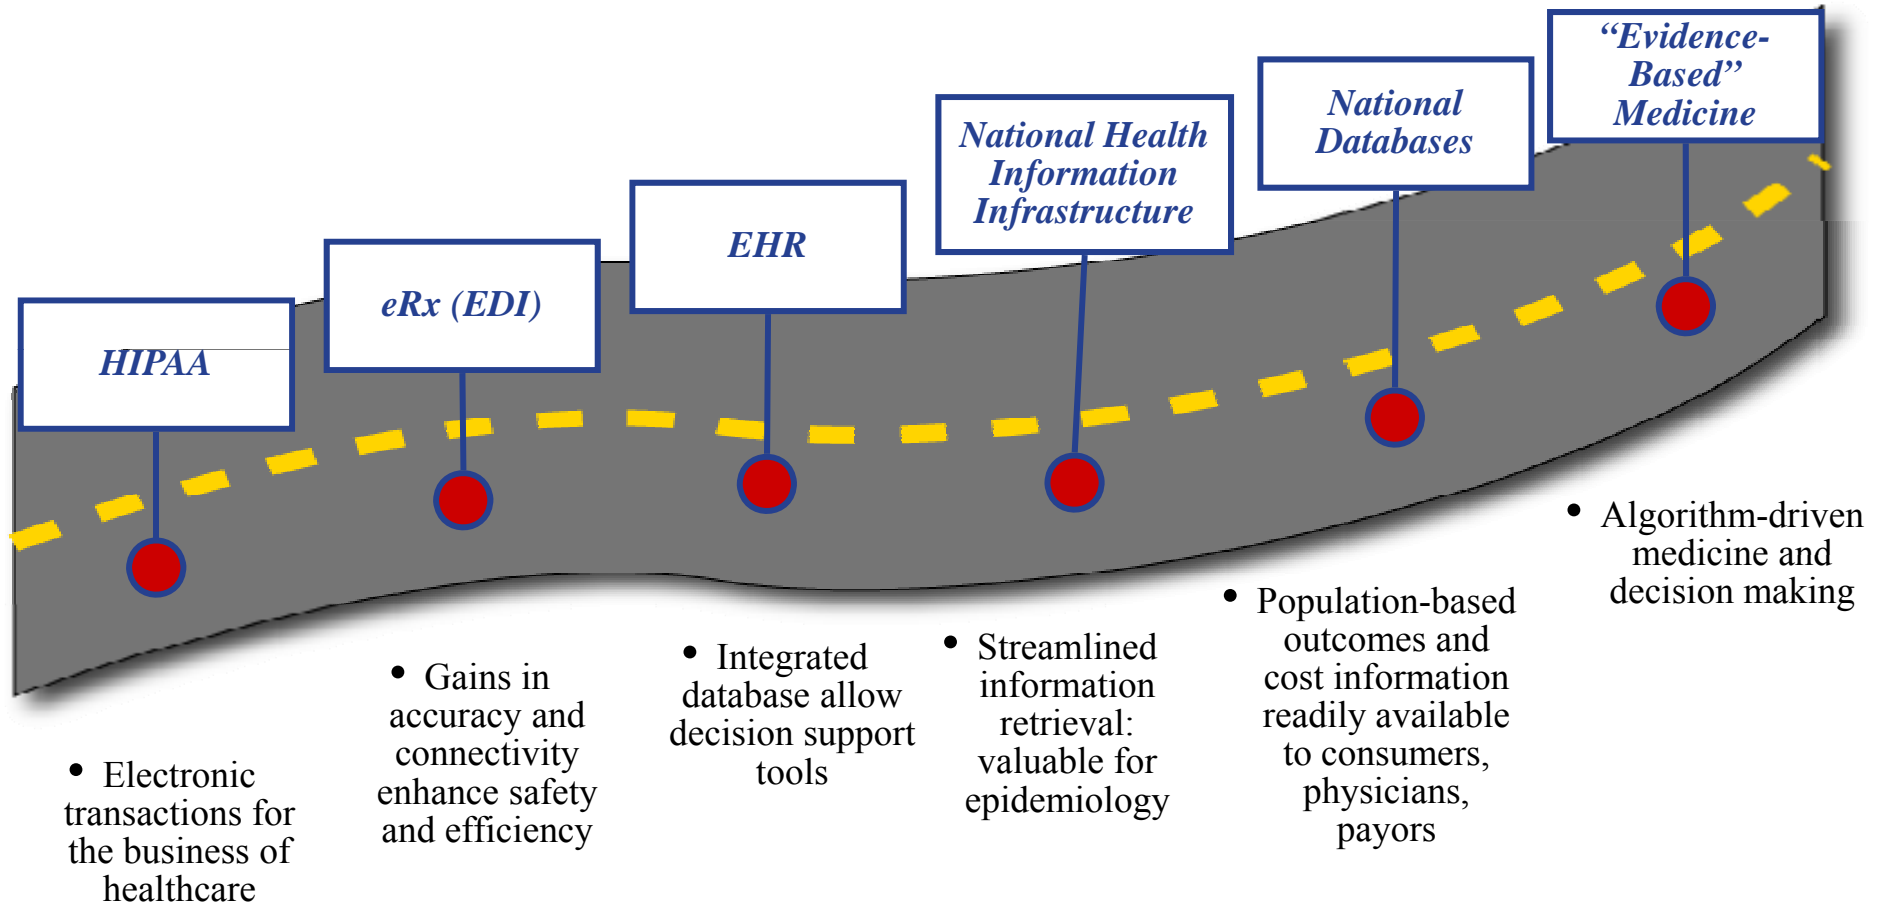 HIPAA
eRx (EDI)
EHR
National Health
Information
Infrastructure
National
Databases
“Evidence-
Based”
Medicine
• Electronic
transactions for
the business of
healthcare
• Gains in
accuracy and
connectivity
enhance safety
and efficiency
• Integrated
database allow
decision support
tools
• Streamlined
information
retrieval:
valuable for
epidemiology
• Population-based
outcomes and
cost information
readily available
to consumers,
physicians,
payors
• Algorithm-driven
medicine and
decision making